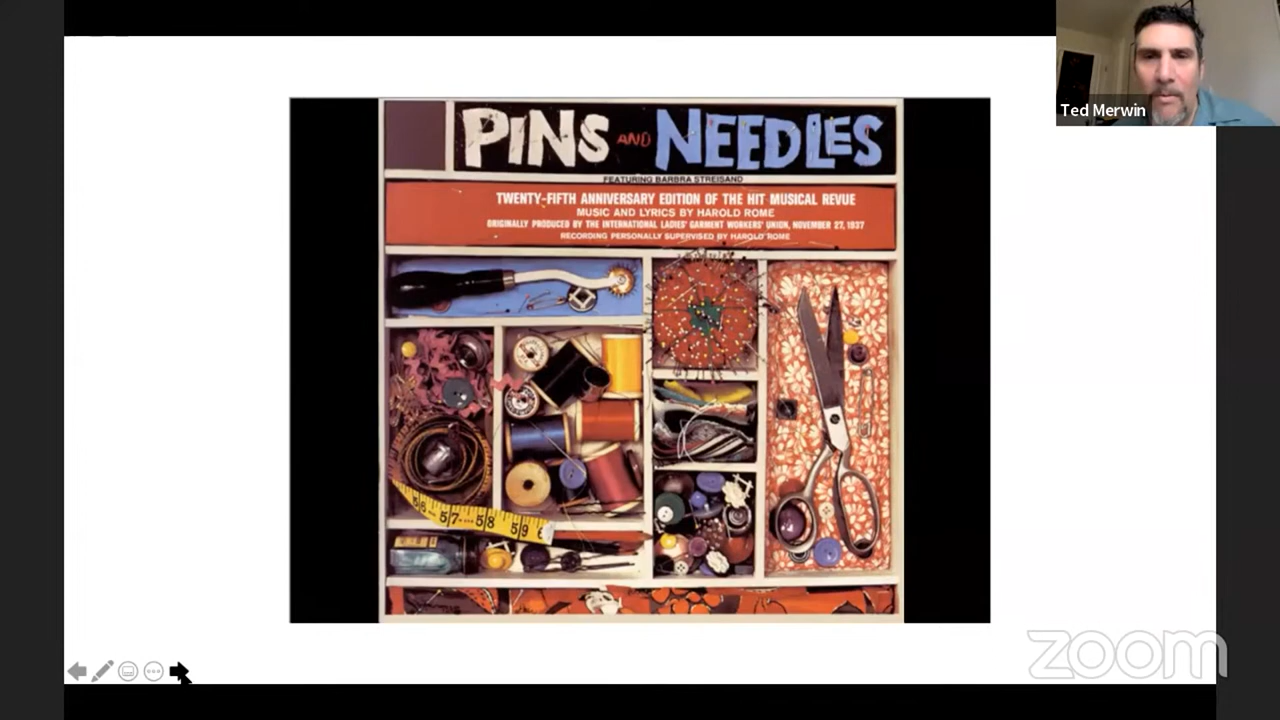 PINS AND NEEDLES
FEATURING BARBRA STREISAND
TWENTY-FIFTH ANNIVERSARY EDITION OF THE HIT MUSICAL REVUE
MUSIC AND LYRICS BY HAROLD ROME
ORIGINALLY PRODUCED BY THE INTERNATIONAL LADIES' GARMENT WORKERS' UNION, NOVEMBER 27, 1937
RECORDING PERSONALLY SUPERVISED BY HAROLD ROME
56 57 58 59 6
Ted Merwin
zoom